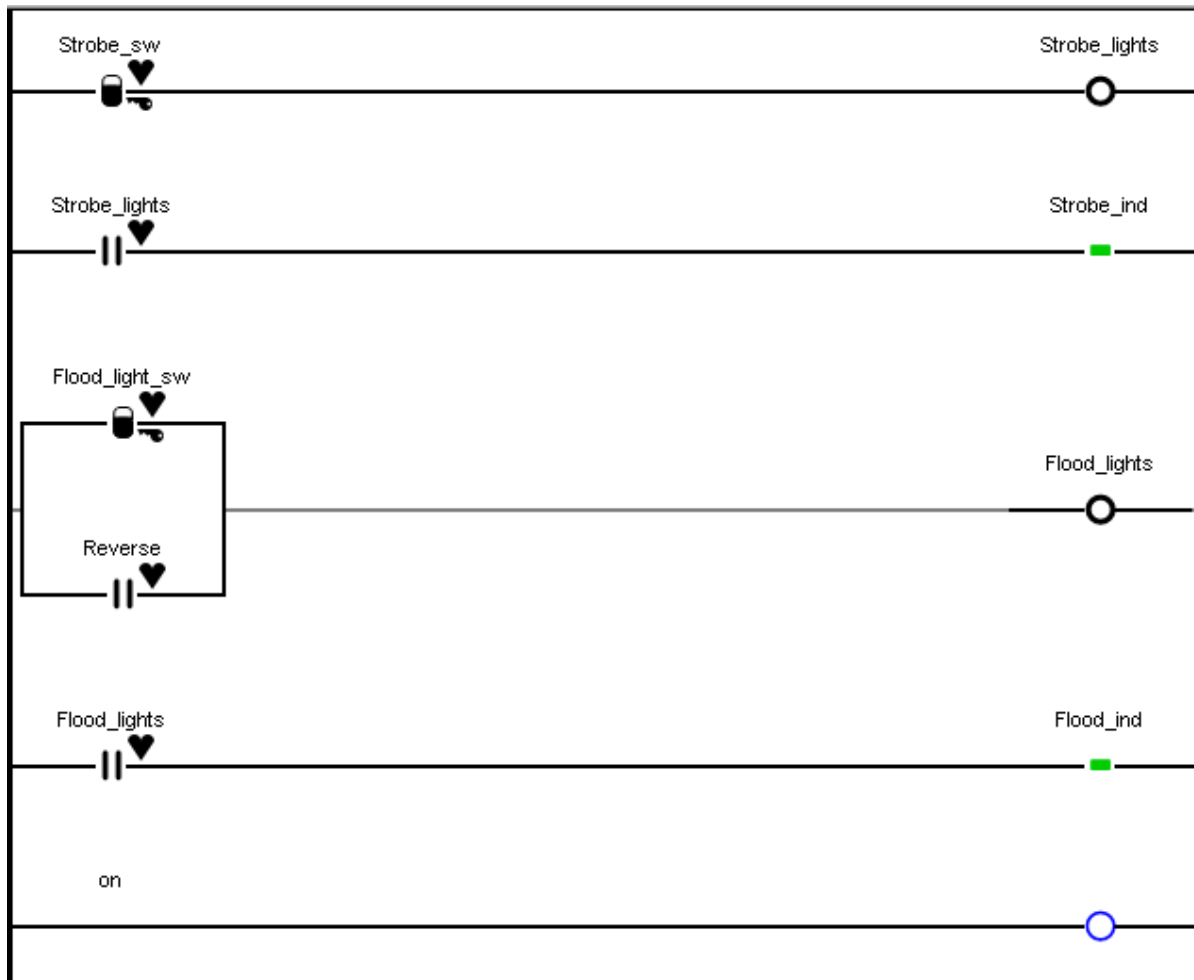 Strobe_sw
Strobe_lights
Strobe_lights
Strobe_ind
Flood_light_sw
Flood_lights
Reverse
Flood_lights
Flood_ind
on